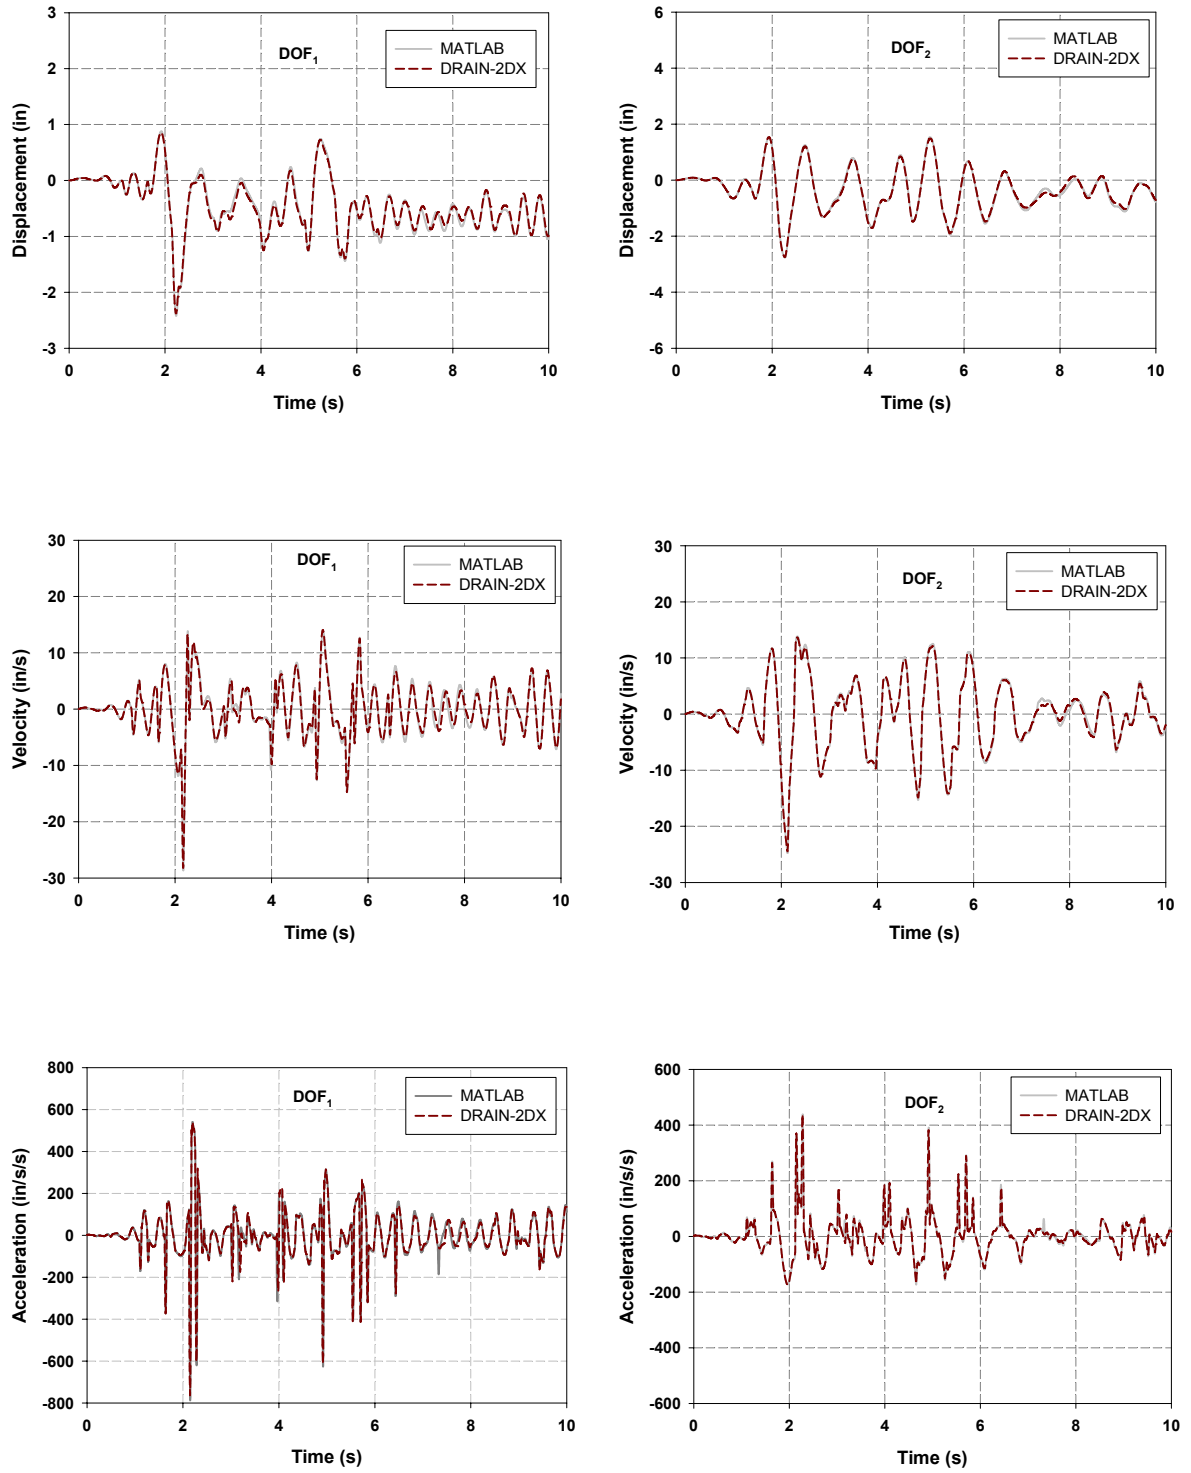 3
2
1
0
-1
-2
-3
Displacement (in)
DOF1
MATLAB
DRAIN-2DX
0 2 4 6 8 10
Time (s)
6
4
2
0
-2
-4
-6
Displacement (in)
DOF2
MATLAB
DRAIN-2DX
0 2 4 6 8 10
Time (s)
30
20
10
0
-10
-20
-30
Velocity (in/s)
DOF1
MATLAB
DRAIN-2DX
0 2 4 6 8 10
Time (s)
30
20
10
0
-10
-20
-30
Velocity (in/s)
DOF2
MATLAB
DRAIN-2DX
0 2 4 6 8 10
Time (s)
800
600
400
200
0
-200
-400
-600
-800
Acceleration (in/s/s)
DOF1
MATLAB
DRAIN-2DX
0 2 4 6 8 10
Time (s)
600
400
200
0
-200
-400
-600
Acceleration (in/s/s)
DOF2
MATLAB
DRAIN-2DX
0 2 4 6 8 10
Time (s)